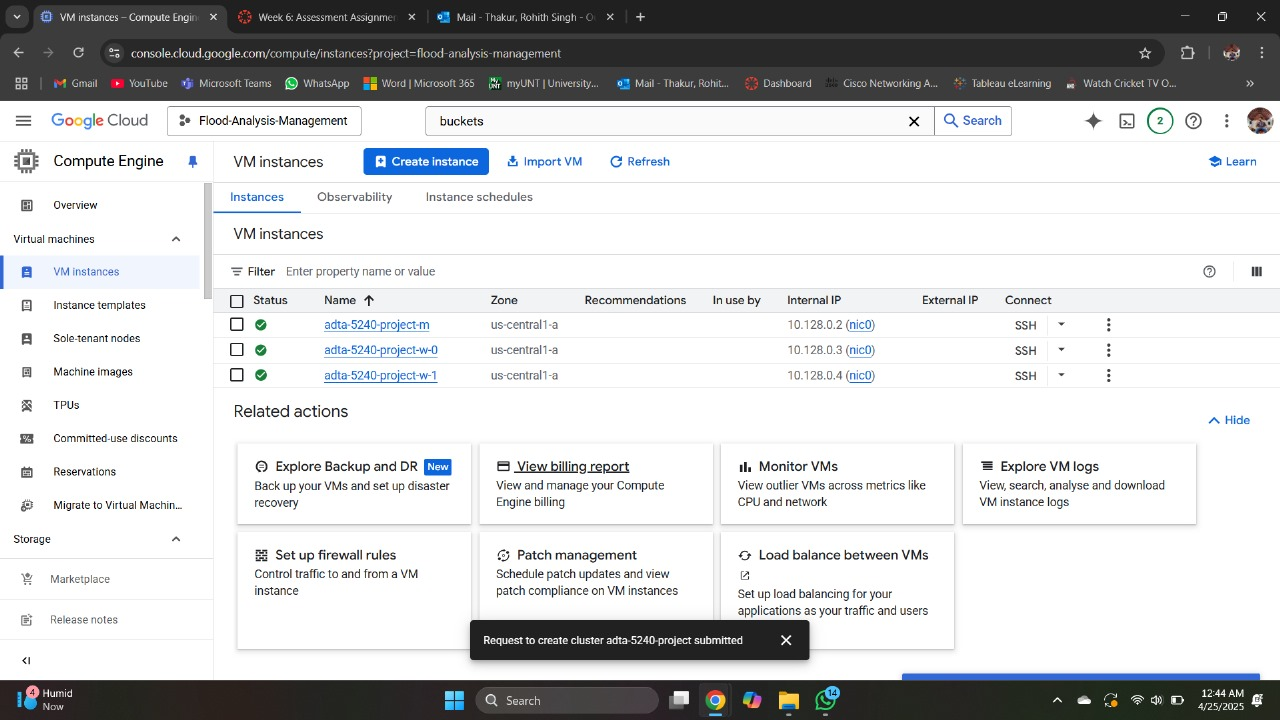 VM instances – Compute Engin
Week 6: Assessment Assignmen
Mail - Thakur, Rohith Singh - O
console.cloud.google.com/compute/instances?project=flood-analysis-management
Gmail
YouTube
Microsoft Teams
WhatsApp
Word | Microsoft 365
myUNT | University...
Mail - Thakur, Rohit...
Dashboard
Cisco Networking A...
Tableau eLearning
Watch Cricket TV O...
Google Cloud
Flood-Analysis-Management
buckets
Search
2
Compute Engine
VM instances
Create instance
Import VM
Refresh
Learn
Overview
Virtual machines
VM instances
Instance templates
Sole-tenant nodes
Machine images
TPUs
Committed-use discounts
Reservations
Migrate to Virtual Machin...
Storage
Marketplace
Release notes
Instances
Observability
Instance schedules
VM instances
Filter Enter property name or value
Status Name Zone Recommendations In use by Internal IP External IP Connect
adta-5240-project-m us-central1-a 10.128.0.2 (nic0) SSH
adta-5240-project-w-0 us-central1-a 10.128.0.3 (nic0) SSH
adta-5240-project-w-1 us-central1-a 10.128.0.4 (nic0) SSH
Related actions
Hide
Explore Backup and DR New
Back up your VMs and set up disaster
recovery
View billing report
View and manage your Compute
Engine billing
Monitor VMs
View outlier VMs across metrics like
CPU and network
Explore VM logs
View, search, analyse and download
VM instance logs
Set up firewall rules
Control traffic to and from a VM
instance
Patch management
Schedule patch updates and view
patch compliance on VM instances
Load balance between VMs
Set up load balancing for your
applications as your traffic and users
Request to create cluster adta-5240-project submitted
4
Humid
Now
Search
14
12:44 AM
4/25/2025